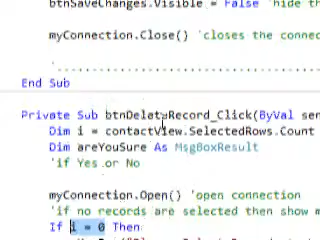 btnSaveChanges.Visible = False 'hide th
myConnection.Close() 'closes the connec
'......................................
End Sub
Private Sub btnDeleteRecord_Click(ByVal sen
Dim i = contactView.SelectedRows.Count
Dim areYouSure As MsgBoxResult
'if Yes or No
myConnection.Open() 'open connection
'if no records are selected then show m
If i = 0 Then